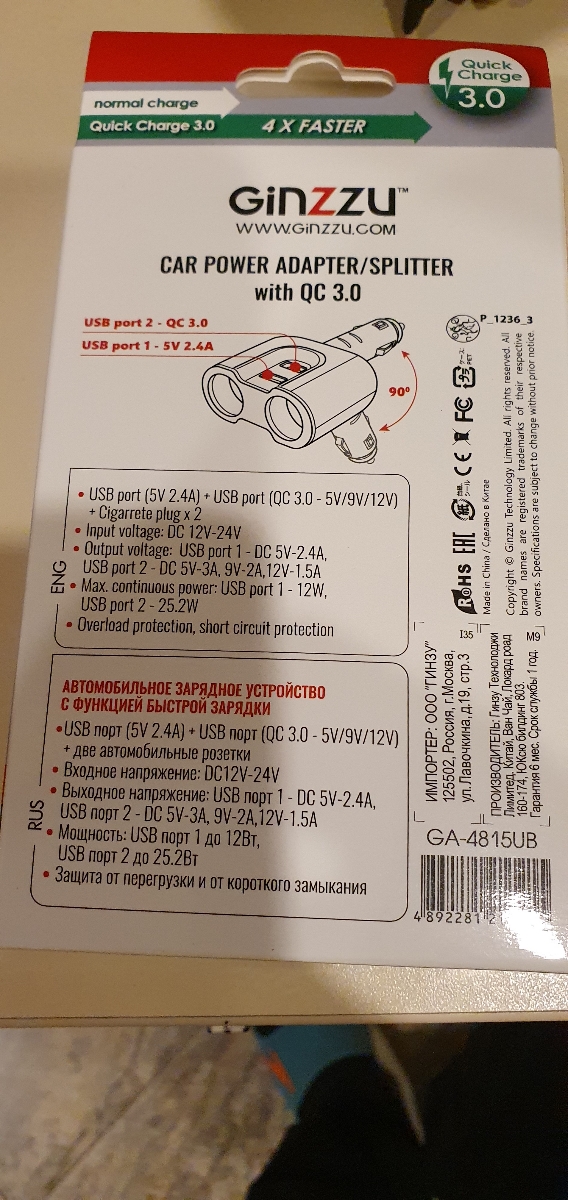 Quick
Charge
3.0
normal charge
Quick Charge 3.0 4 X FASTER
GiNZZU™
WWW.GiNZZU.COM
CAR POWER ADAPTER/SPLITTER
with QC 3.0
USB port 2 - QC 3.0
USB port 1 - 5V 2.4A
90°
P_1236_3
ENG
• USB port (5V 2.4A) + USB port (QC 3.0 - 5V/9V/12V)
+ Cigarrete plug x 2
• Input voltage: DC 12V-24V
• Output voltage: USB port 1 - DC 5V-2.4A,
USB port 2 - DC 5V-3A, 9V-2A,12V-1.5A
• Max. continuous power: USB port 1 - 12W,
USB port 2 - 25.2W
• Overload protection, short circuit protection
RUS
АВТОМОБИЛЬНОЕ ЗАРЯДНОЕ УСТРОЙСТВО
С ФУНКЦИЕЙ БЫСТРОЙ ЗАРЯДКИ
•USB порт (5V 2.4A) + USB порт (QC 3.0 - 5V/9V/12V)
+ две автомобильные розетки
• Входное напряжение: DC12V-24V
• Выходное напряжение: USB порт 1 - DC 5V-2.4A,
USB порт 2 - DC 5V-3A, 9V-2A,12V-1.5A
• Мощность: USB порт 1 до 12Вт,
USB порт 2 до 25.2Вт
• Защита от перегрузки и от короткого замыкания
RoHS EAC CE FC PET
Made in China / Сделано в Китае
Copyright © Ginzzu Technology Limited. All rights reserved. All
brand names are registered trademarks of their respective
owners. Specifications are subject to change without prior notice.
I35
ИМПОРТЕР: ООО "ГИНЗУ"
125502, Россия, г.Москва,
ул.Лавочкина, д.19, стр.3
M9
ПРОИЗВОДИТЕЛЬ: Гинзу Технолоджи
Лимитед, Китай, Ван Чай, Локард роад
160-174, ЮКсю билдинг 803.
Гарантия 6 мес. Срок службы 1 год.
GA-4815UB
4 892281 2